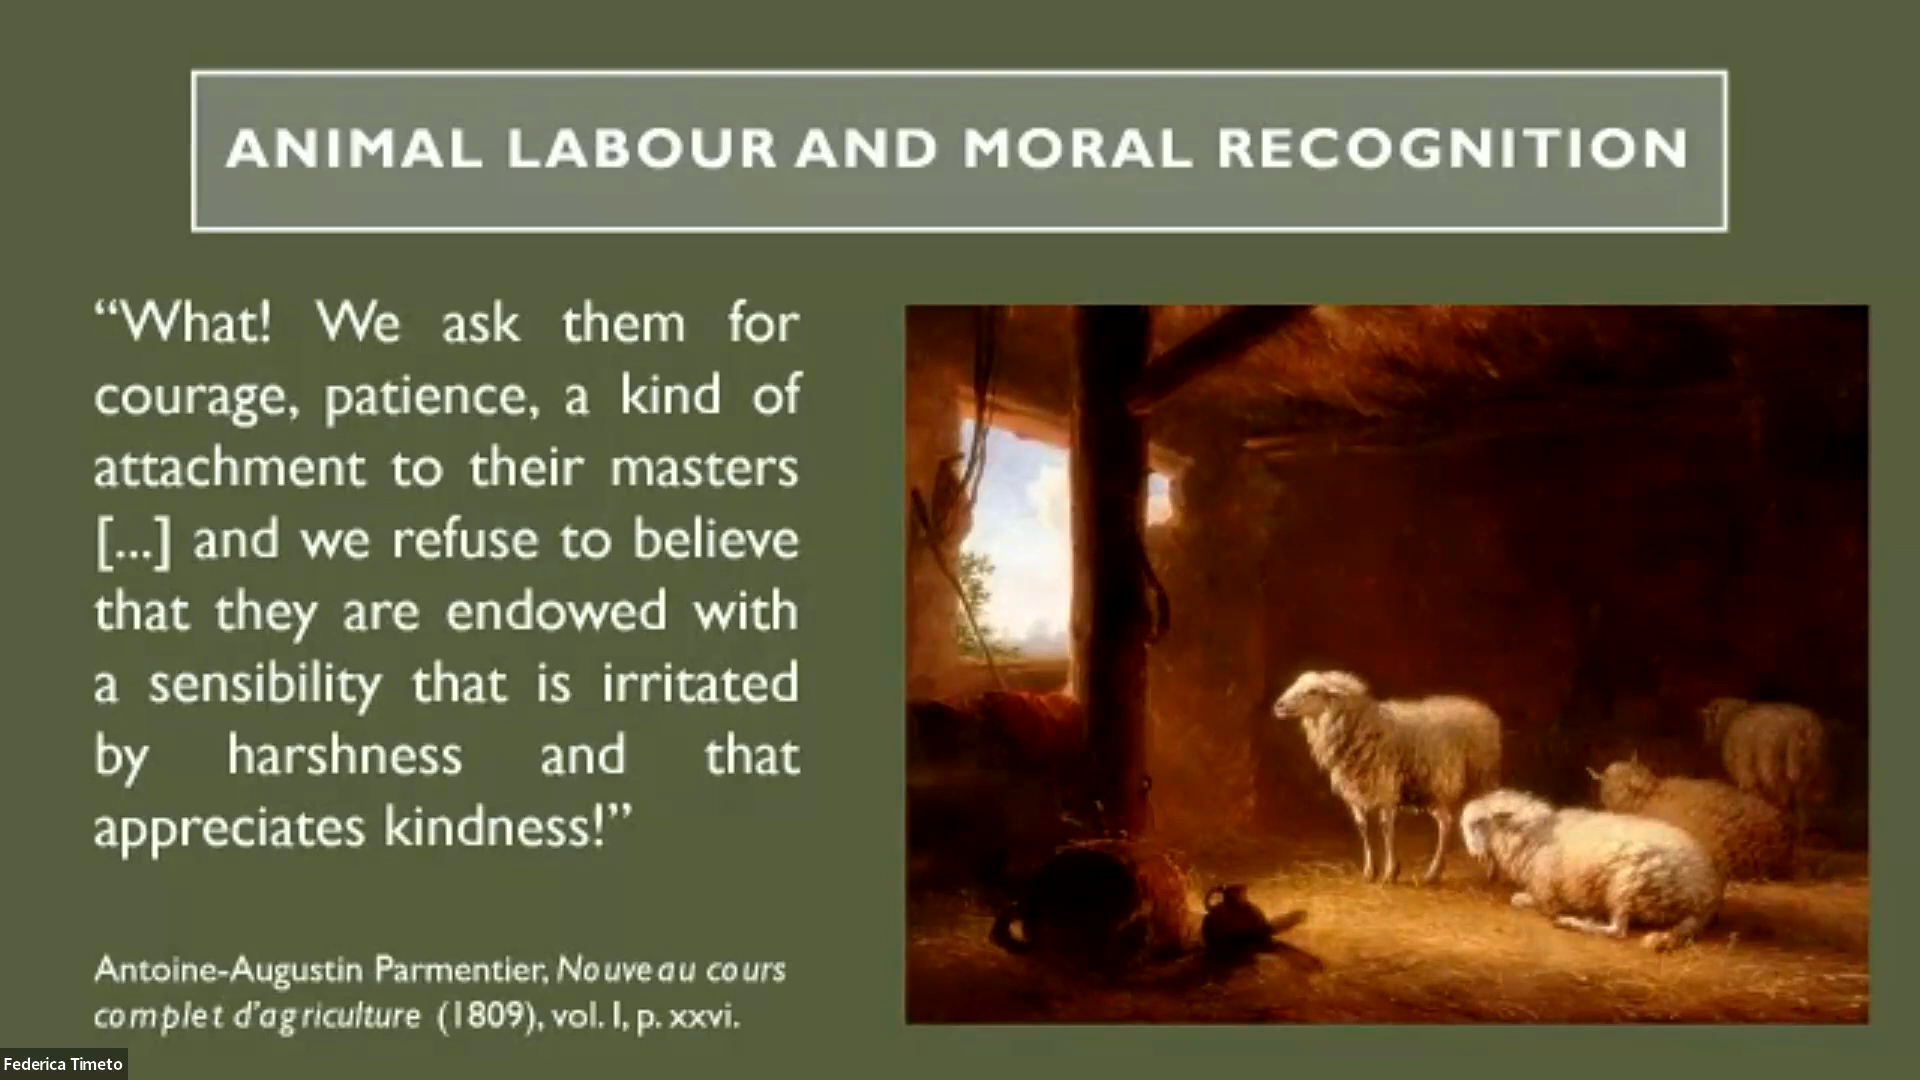 ANIMAL LABOUR AND MORAL RECOGNITION
“What! We ask them for
courage, patience, a kind of
attachment to their masters
[...] and we refuse to believe
that they are endowed with
a sensibility that is irritated
by harshness and that
appreciates kindness!”
Antoine-Augustin Parmentier, Nouveau cours
complet d’agriculture (1809), vol. I, p. xxvi.
Federica Timeto